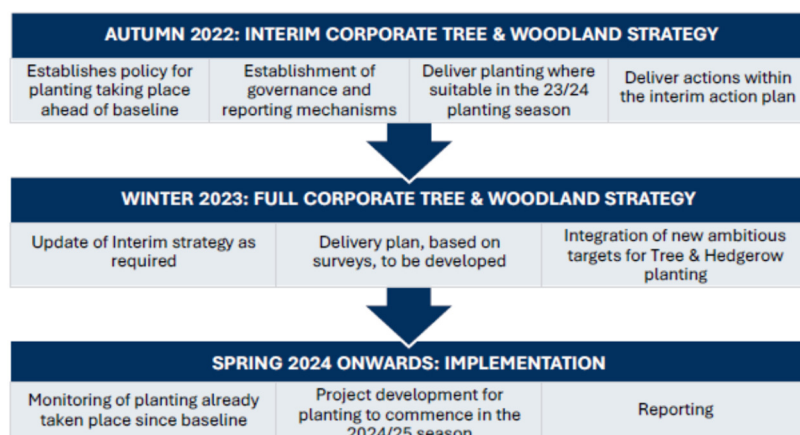 AUTUMN 2022: INTERIM CORPORATE TREE & WOODLAND STRATEGY
Establishes policy for
planting taking place
ahead of baseline
Establishment of
governance and
reporting mechanisms
Deliver planting where
suitable in the 23/24
planting season
Deliver actions within
the interim action plan
WINTER 2023: FULL CORPORATE TREE & WOODLAND STRATEGY
Update of Interim strategy as
required
Delivery plan, based on
surveys, to be developed
Integration of new ambitious
targets for Tree & Hedgerow
planting
SPRING 2024 ONWARDS: IMPLEMENTATION
Monitoring of planting already
taken place since baseline
Project development for
planting to commence in the
2024/25 season
Reporting